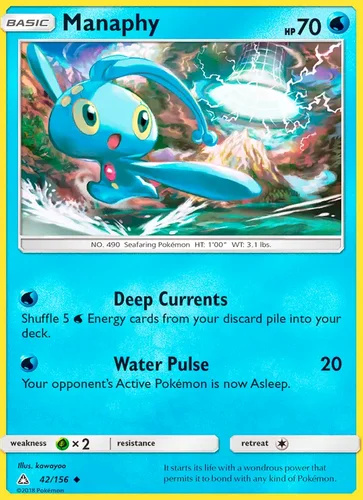 BASIC Manaphy HP 70
NO. 490 Seafaring Pokémon HT: 1'00" WT: 3.1 lbs.
Deep Currents
Shuffle 5 Energy cards from your discard pile into your
deck.
Water Pulse 20
Your opponent's Active Pokémon is now Asleep.
weakness ×2 resistance retreat
Illus. kawayoo
42/156
©2018 Pokémon
It starts its life with a wondrous power that
permits it to bond with any kind of Pokémon.